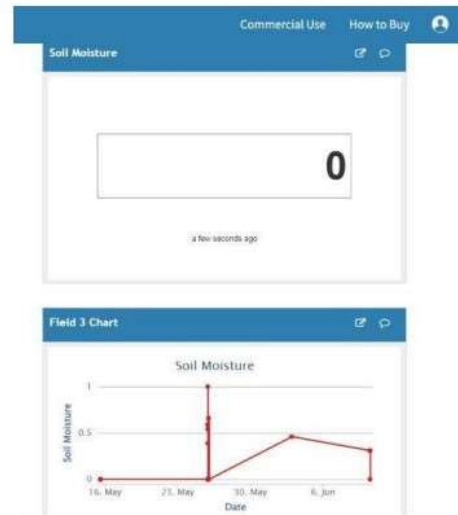 Commercial Use How to Buy
Soil Moisture
0
a few seconds ago
Field 3 Chart
Soil Moisture
1
0.5
0
Soil Moisture
16. May 23. May 30. May 6. Jun
Date